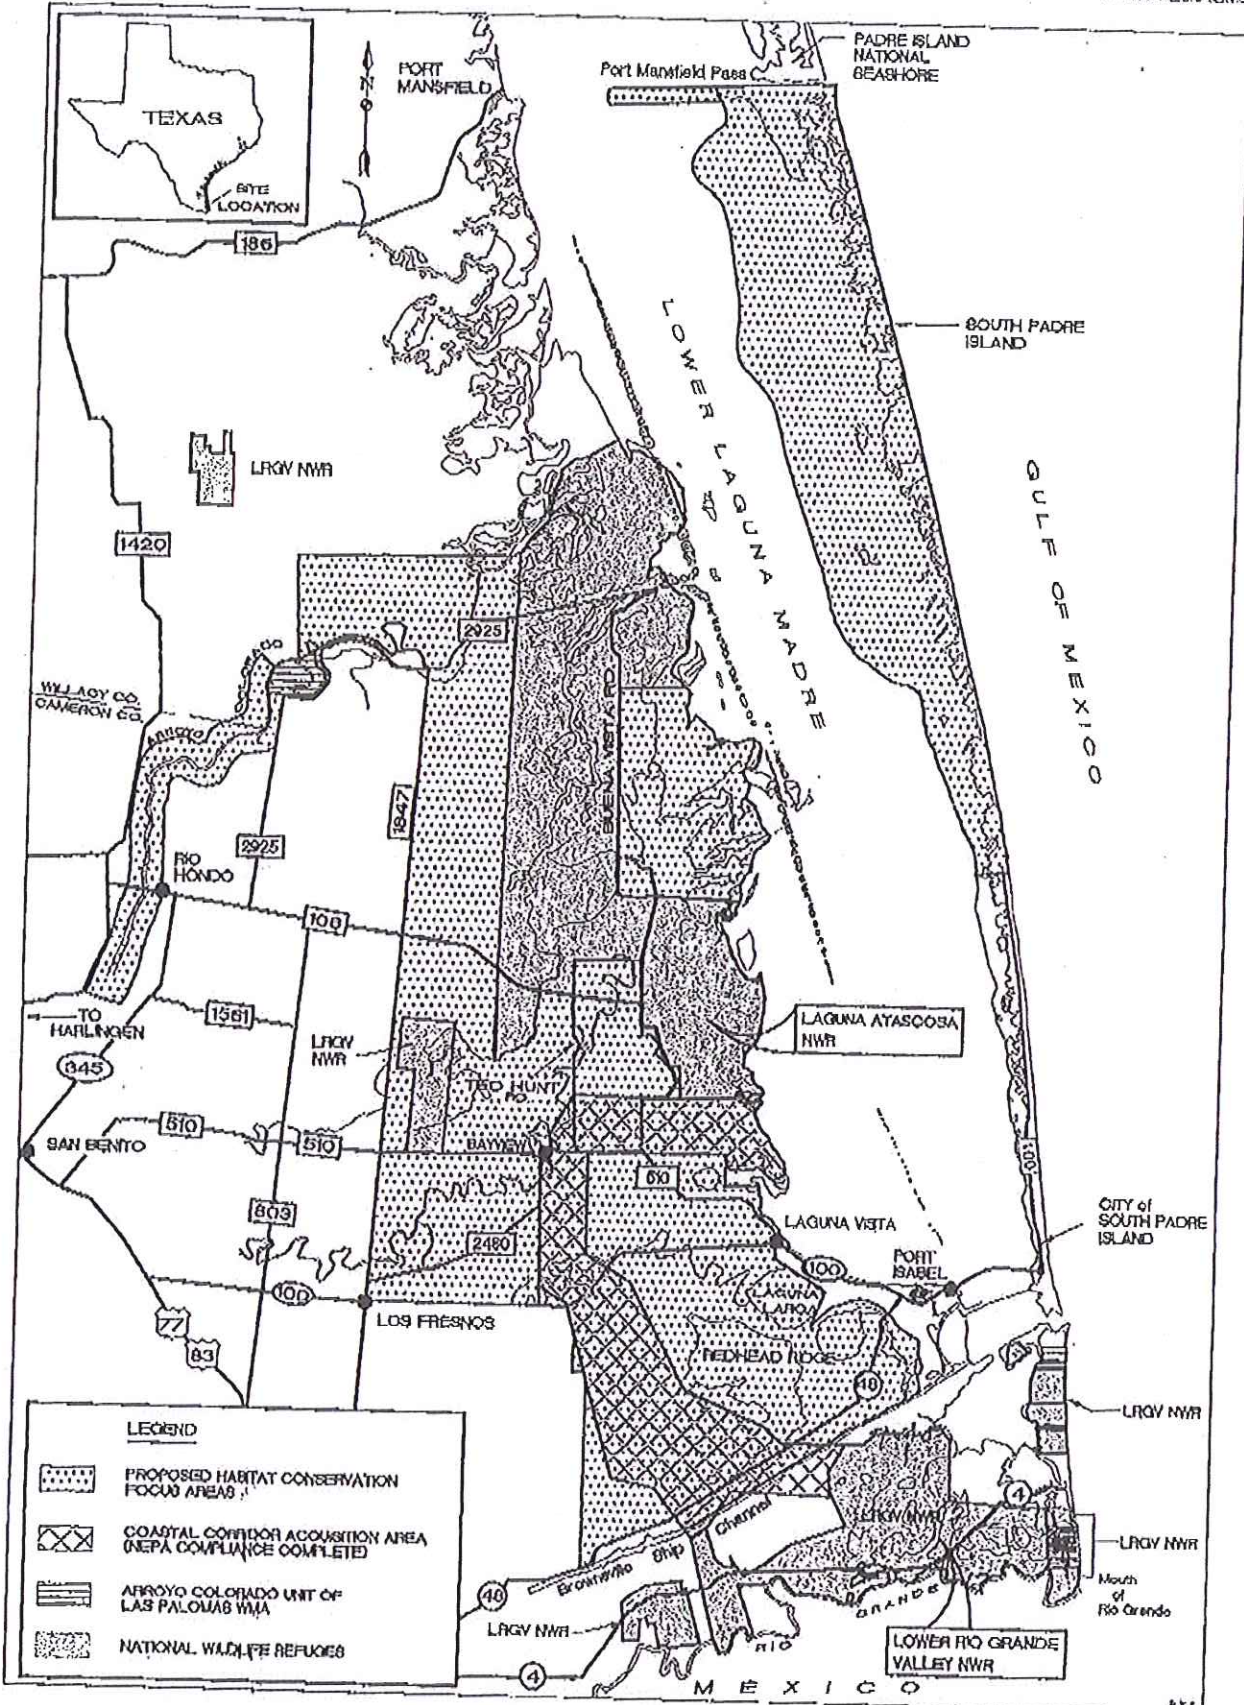 PADRE ISLAND
NATIONAL
SEASHORE
Port Mansfield Pass
PORT
MANSFIELD
N
TEXAS
SITE
LOCATION
186
SOUTH PADRE
ISLAND
LOWER LAGUNA MADRE
GULF OF MEXICO
LRGV NWR
1420
2925
WILLACY CO.
CAMERON CO.
ARROYO
COLORADO
BUENA VISTA RD
1847
2925
RIO
HONDO
106
TO
HARLINGEN
1561
345
LRGV
NWR
LAGUNA ATASCOSA
NWR
TED HUNT
RD
510
510
SAN BENITO
BAYVIEW
510
100
803
2480
LAGUNA VISTA
CITY of
SOUTH PADRE
ISLAND
PORT
ISABEL
100
100
LAGUNA
LARGA
LOS FRESNOS
77
83
REDHEAD RIDGE
48
LRGV NWR
LEGEND
PROPOSED HABITAT CONSERVATION
FOCUS AREAS
COASTAL CORRIDOR ACQUISITION AREA
(NEPA COMPLIANCE COMPLETE)
ARROYO COLORADO UNIT OF
LAS PALOMAS WMA
NATIONAL WILDLIFE REFUGES
4
LRGV NWR
LRGV NWR
Brownsville Ship Channel
48
Mouth
of
Rio Grande
LRGV NWR
RIO GRANDE
LOWER RIO GRANDE
VALLEY NWR
4
MEXICO